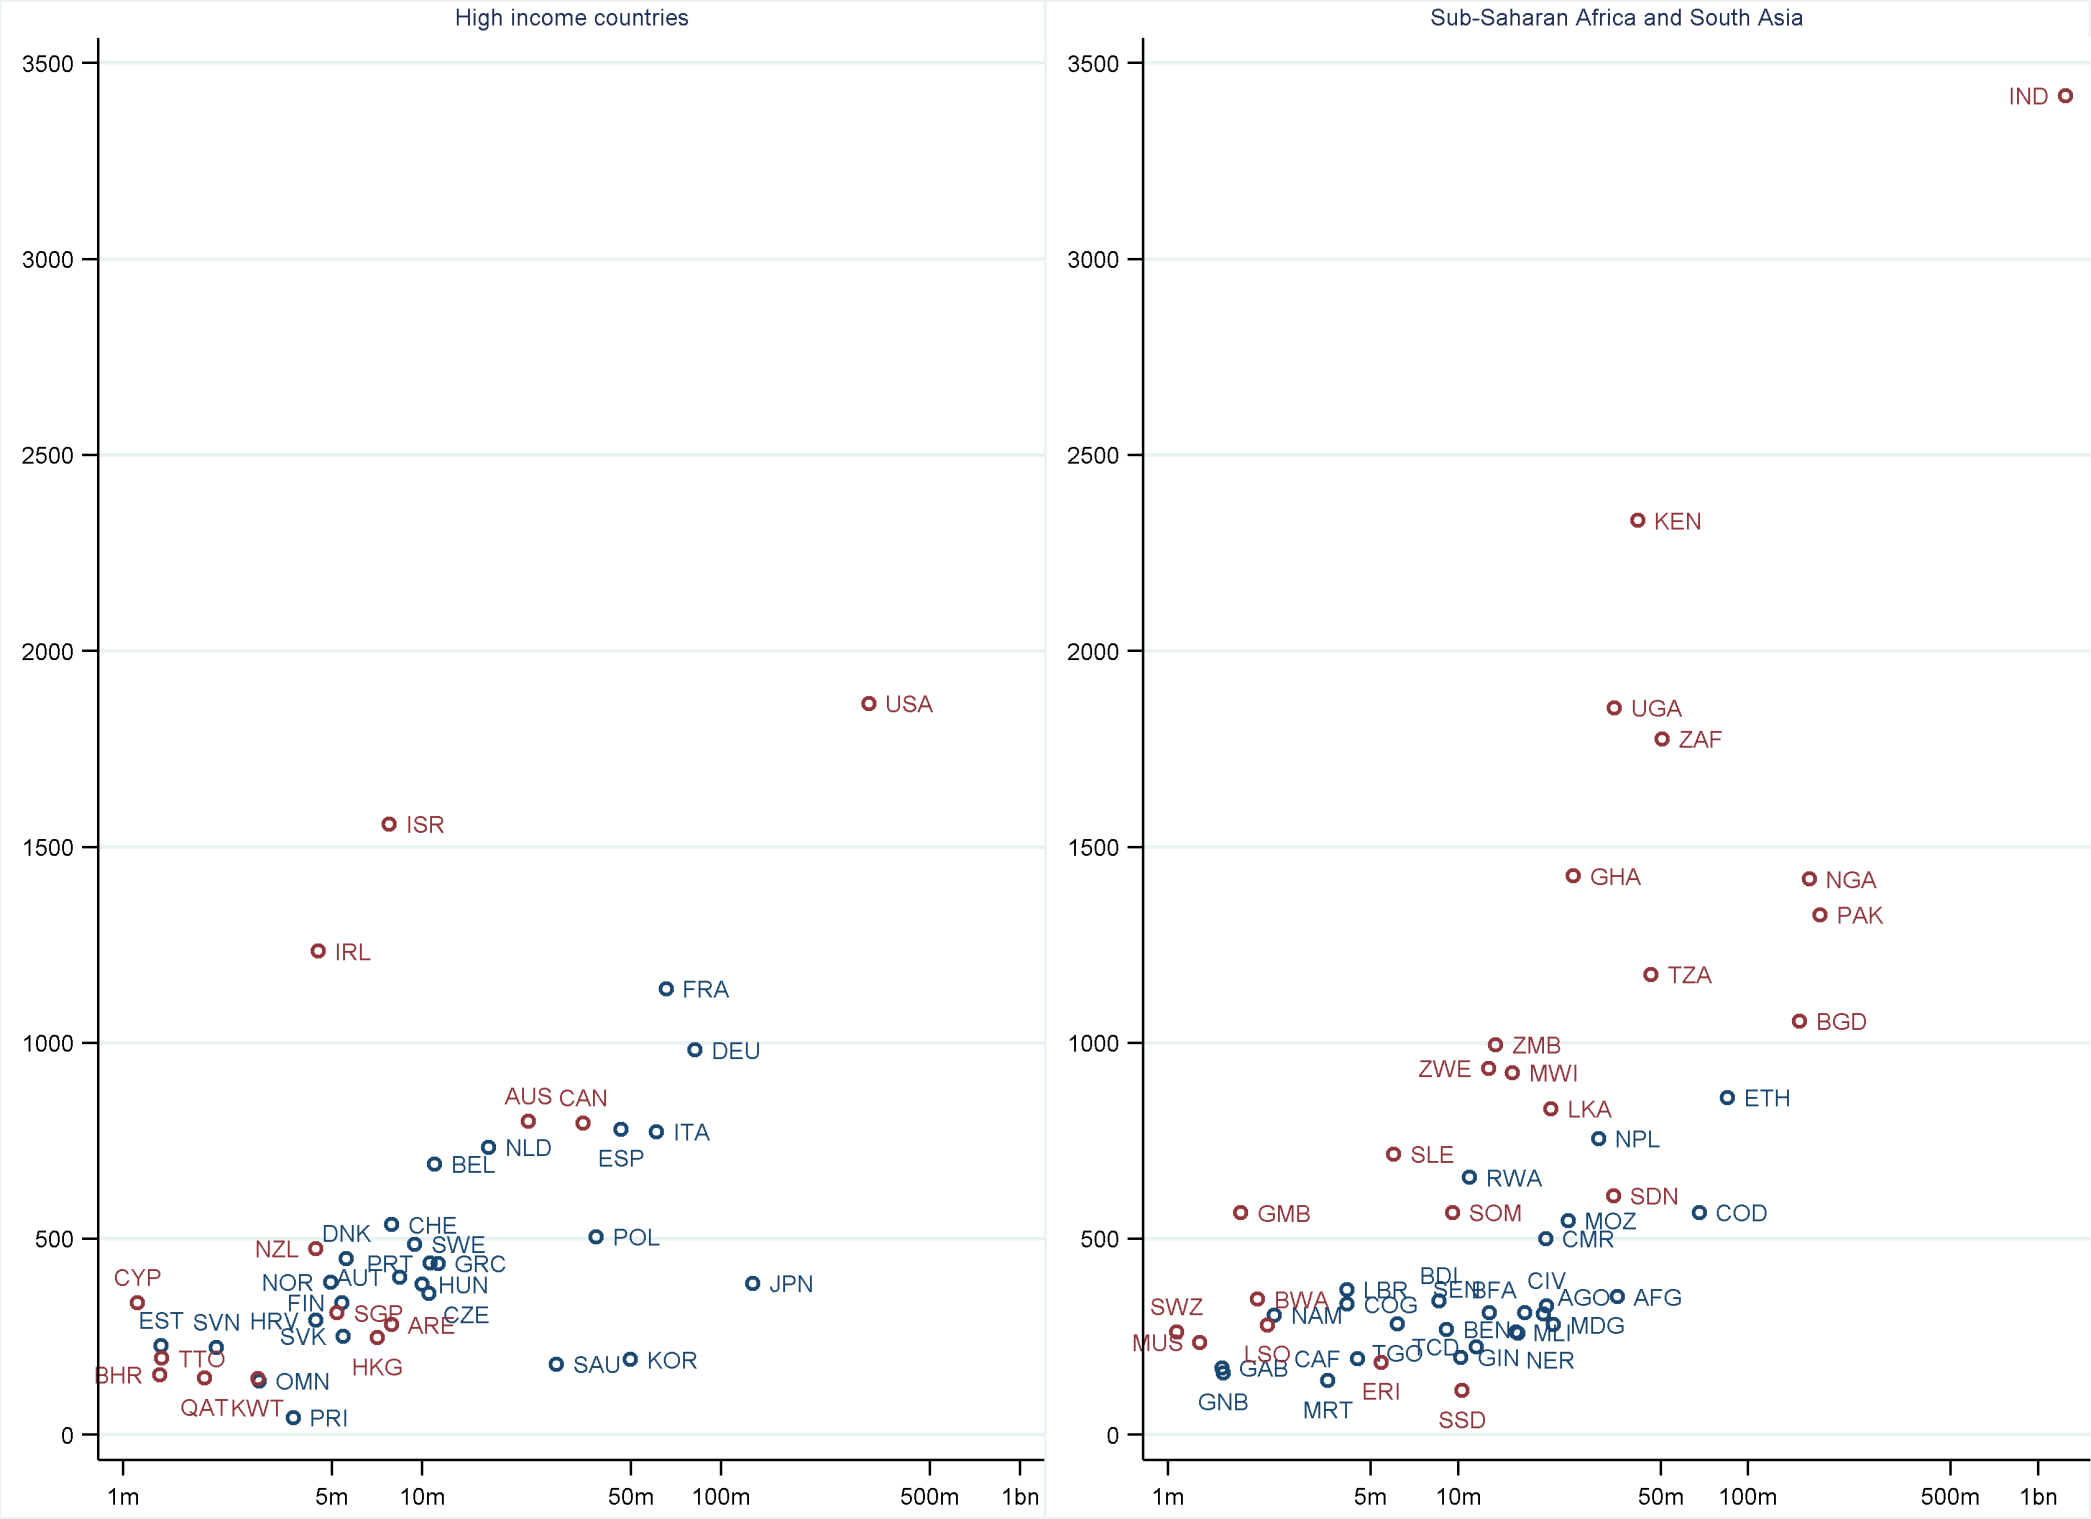 High income countries
3500
3000
2500
2000
1500
1000
500
0
USA
ISR
IRL
FRA
DEU
AUS
CAN
ITA
NLD
ESP
BEL
CHE
DNK
POL
SWE
NZL
PRT
GRC
CYP
NOR
AUT
HUN
JPN
FIN
SGP
CZE
EST
SVN
HRV
ARE
SVK
TTO
HKG
SAU
KOR
BHR
OMN
QAT
KWT
PRI
1m
5m
10m
50m
100m
500m
1bn
Sub-Saharan Africa and South Asia
3500
3000
2500
2000
1500
1000
500
0
IND
KEN
UGA
ZAF
GHA
NGA
PAK
TZA
BGD
ZMB
ZWE
MWI
ETH
LKA
NPL
SLE
RWA
SDN
GMB
SOM
COD
MOZ
CMR
BDI
CIV
LBR
SEN
BFA
AGO
AFG
SWZ
BWA
COG
NAM
MDG
MUS
BEN
MLI
LSO
CAF
TGO
TCD
GIN
NER
GAB
ERI
GNB
MRT
SSD
1m
5m
10m
50m
100m
500m
1bn